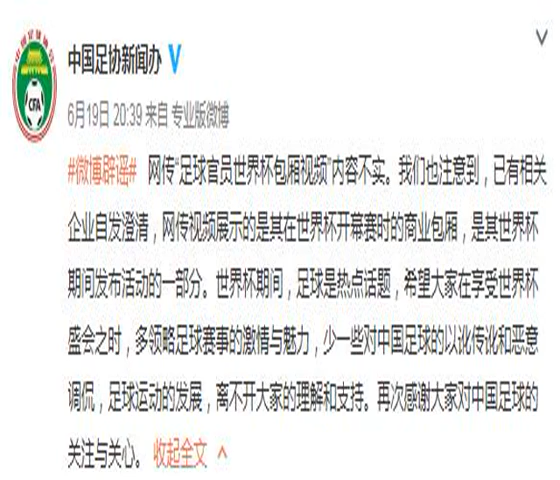 中国足协新闻办 V
6月19日 20:39 来自 专业版微博
#微博辟谣# 网传“足球官员世界杯包厢视频”内容不实。我们也注意到，已有相关
企业自发澄清，网传视频展示的是其在世界杯开幕赛时的商业包厢，是其世界杯
期间发布活动的一部分。世界杯期间，足球是热点话题，希望大家在享受世界杯
盛会之时，多领略足球赛事的激情与魅力，少一些对中国足球的以讹传讹和恶意
调侃，足球运动的发展，离不开大家的理解和支持。再次感谢大家对中国足球的
关注与关心。 收起全文
CFA